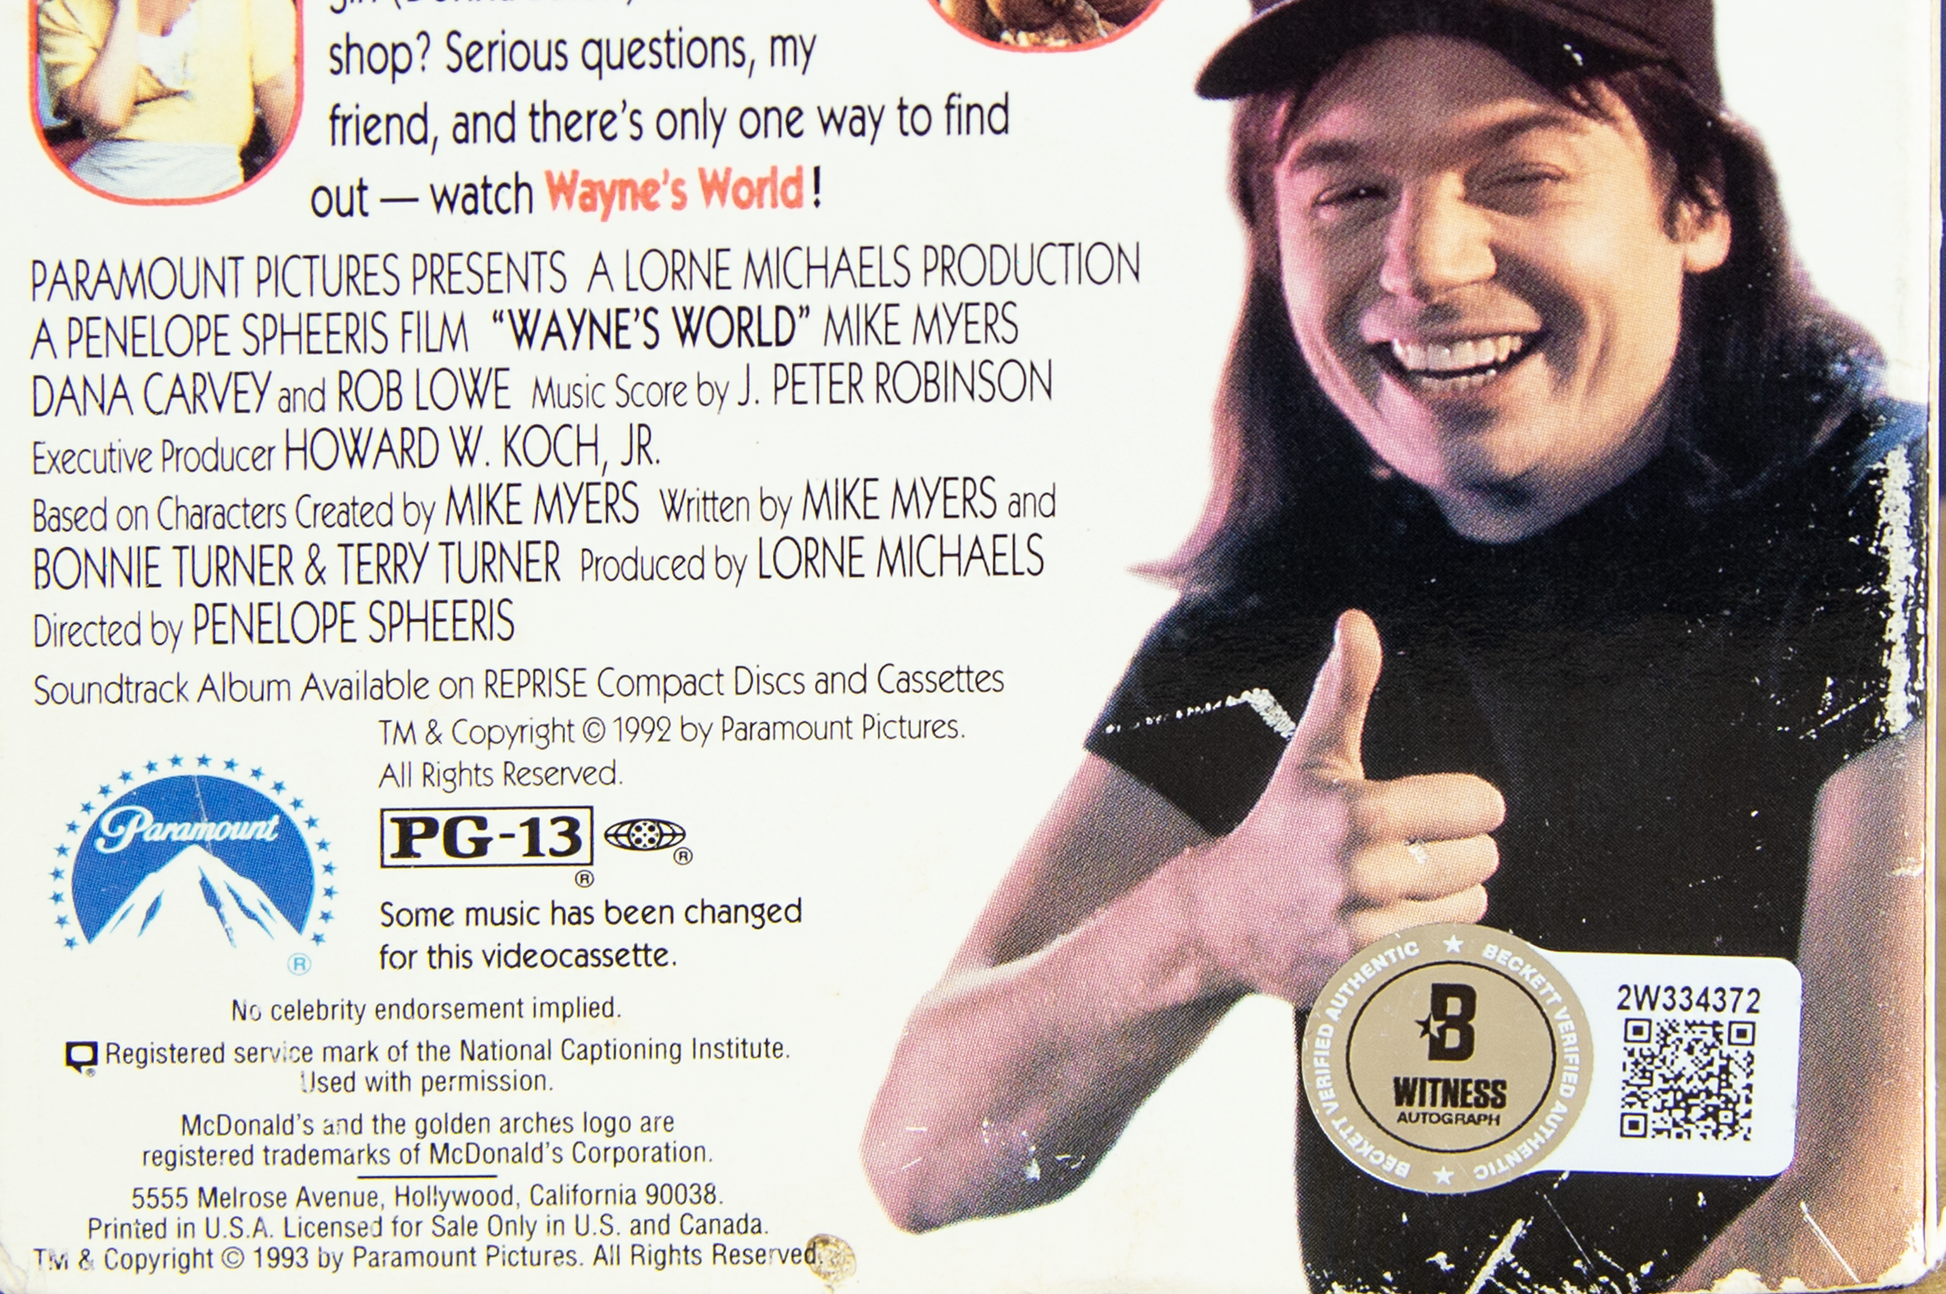 shop? Serious questions, my
friend, and there's only one way to find
out — watch Wayne's World!
PARAMOUNT PICTURES PRESENTS A LORNE MICHAELS PRODUCTION
A PENELOPE SPHEERIS FILM "WAYNE'S WORLD" MIKE MYERS
DANA CARVEY and ROB LOWE Music Score by J. PETER ROBINSON
Executive Producer HOWARD W. KOCH, JR.
Based on Characters Created by MIKE MYERS Written by MIKE MYERS and
BONNIE TURNER & TERRY TURNER Produced by LORNE MICHAELS
Directed by PENELOPE SPHEERIS
Soundtrack Album Available on REPRISE Compact Discs and Cassettes
TM & Copyright © 1992 by Paramount Pictures.
All Rights Reserved.
Paramount
®
PG-13
®
®
Some music has been changed
for this videocassette.
No celebrity endorsement implied.
Registered service mark of the National Captioning Institute.
Used with permission.
McDonald's and the golden arches logo are
registered trademarks of McDonald's Corporation.
5555 Melrose Avenue, Hollywood, California 90038.
Printed in U.S.A. Licensed for Sale Only in U.S. and Canada.
TM & Copyright © 1993 by Paramount Pictures. All Rights Reserved.
BECKETT VERIFIED AUTHENTIC ★ BECKETT VERIFIED AUTHENTIC ★
B
WITNESS
AUTOGRAPH
2W334372